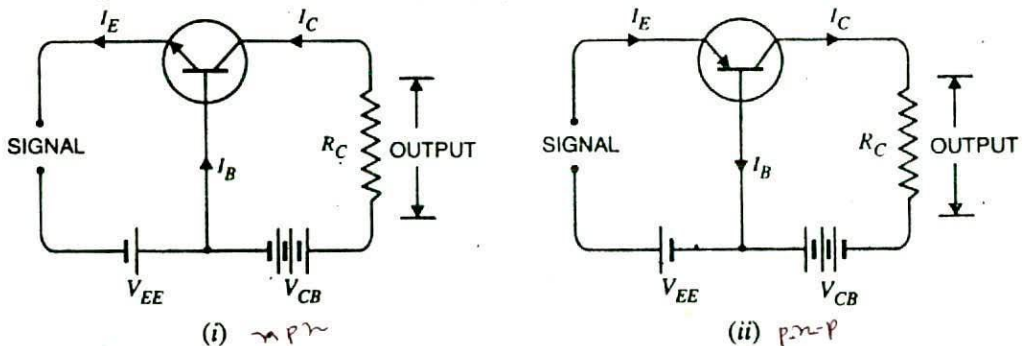 I_E I_C
SIGNAL
R_C
OUTPUT
I_B
V_EE V_CB
(i) npn
I_E I_C
SIGNAL
R_C
OUTPUT
I_B
V_EE V_CB
(ii) p-n-p